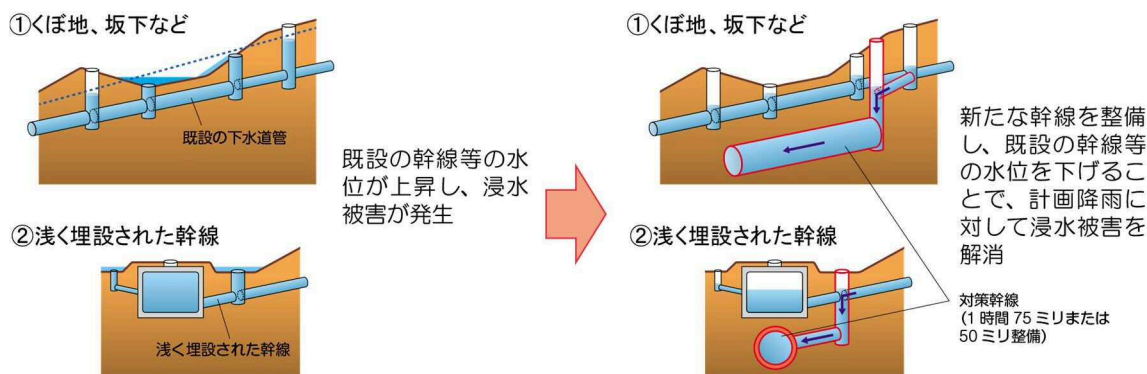 ①くぼ地、坂下など
既設の下水道管
②浅く埋設された幹線
浅く埋設された幹線
既設の幹線等の水
位が上昇し、浸水
被害が発生
①くぼ地、坂下など
②浅く埋設された幹線
新たな幹線を整備
し、既設の幹線等
の水位を下げるこ
とで、計画降雨に
対して浸水被害を
解消
対策幹線
(1 時間 75 ミリまたは
50 ミリ整備)